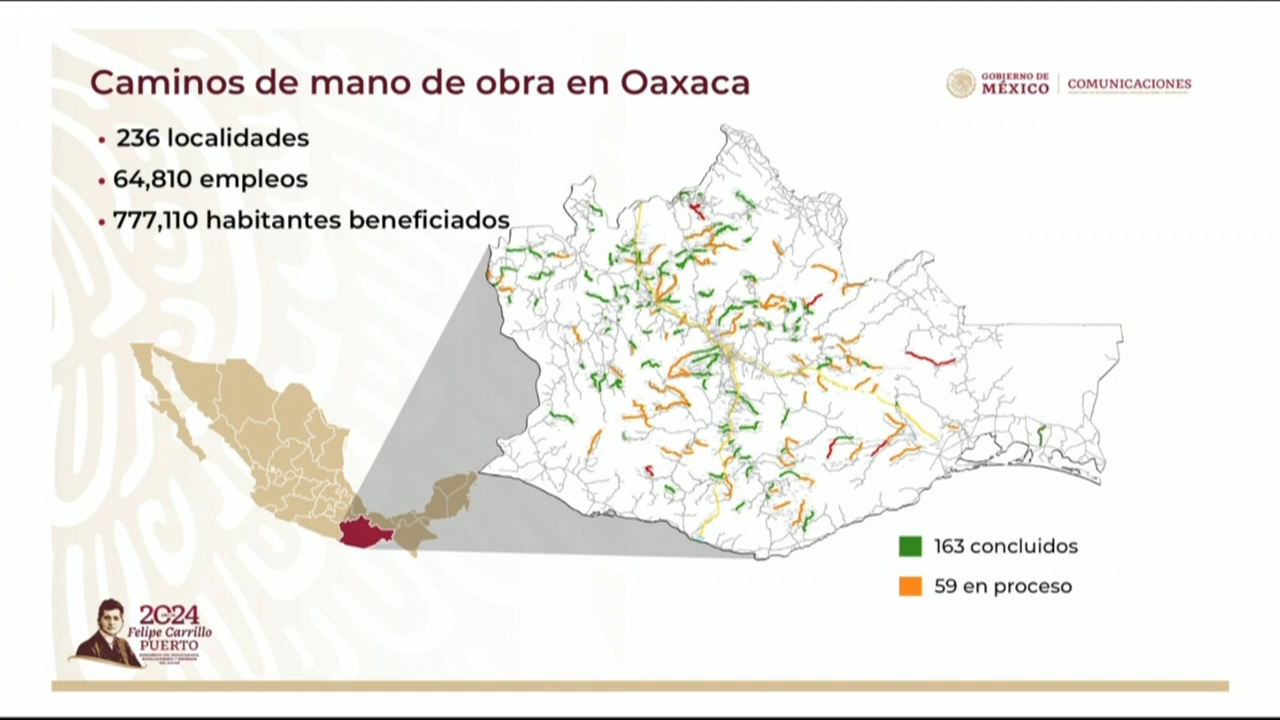 Caminos de mano de obra en Oaxaca
GOBIERNO DE
MÉXICO
COMUNICACIONES
• 236 localidades
• 64,810 empleos
• 777,110 habitantes beneficiados
163 concluidos
59 en proceso
2024
Felipe Carrillo
PUERTO